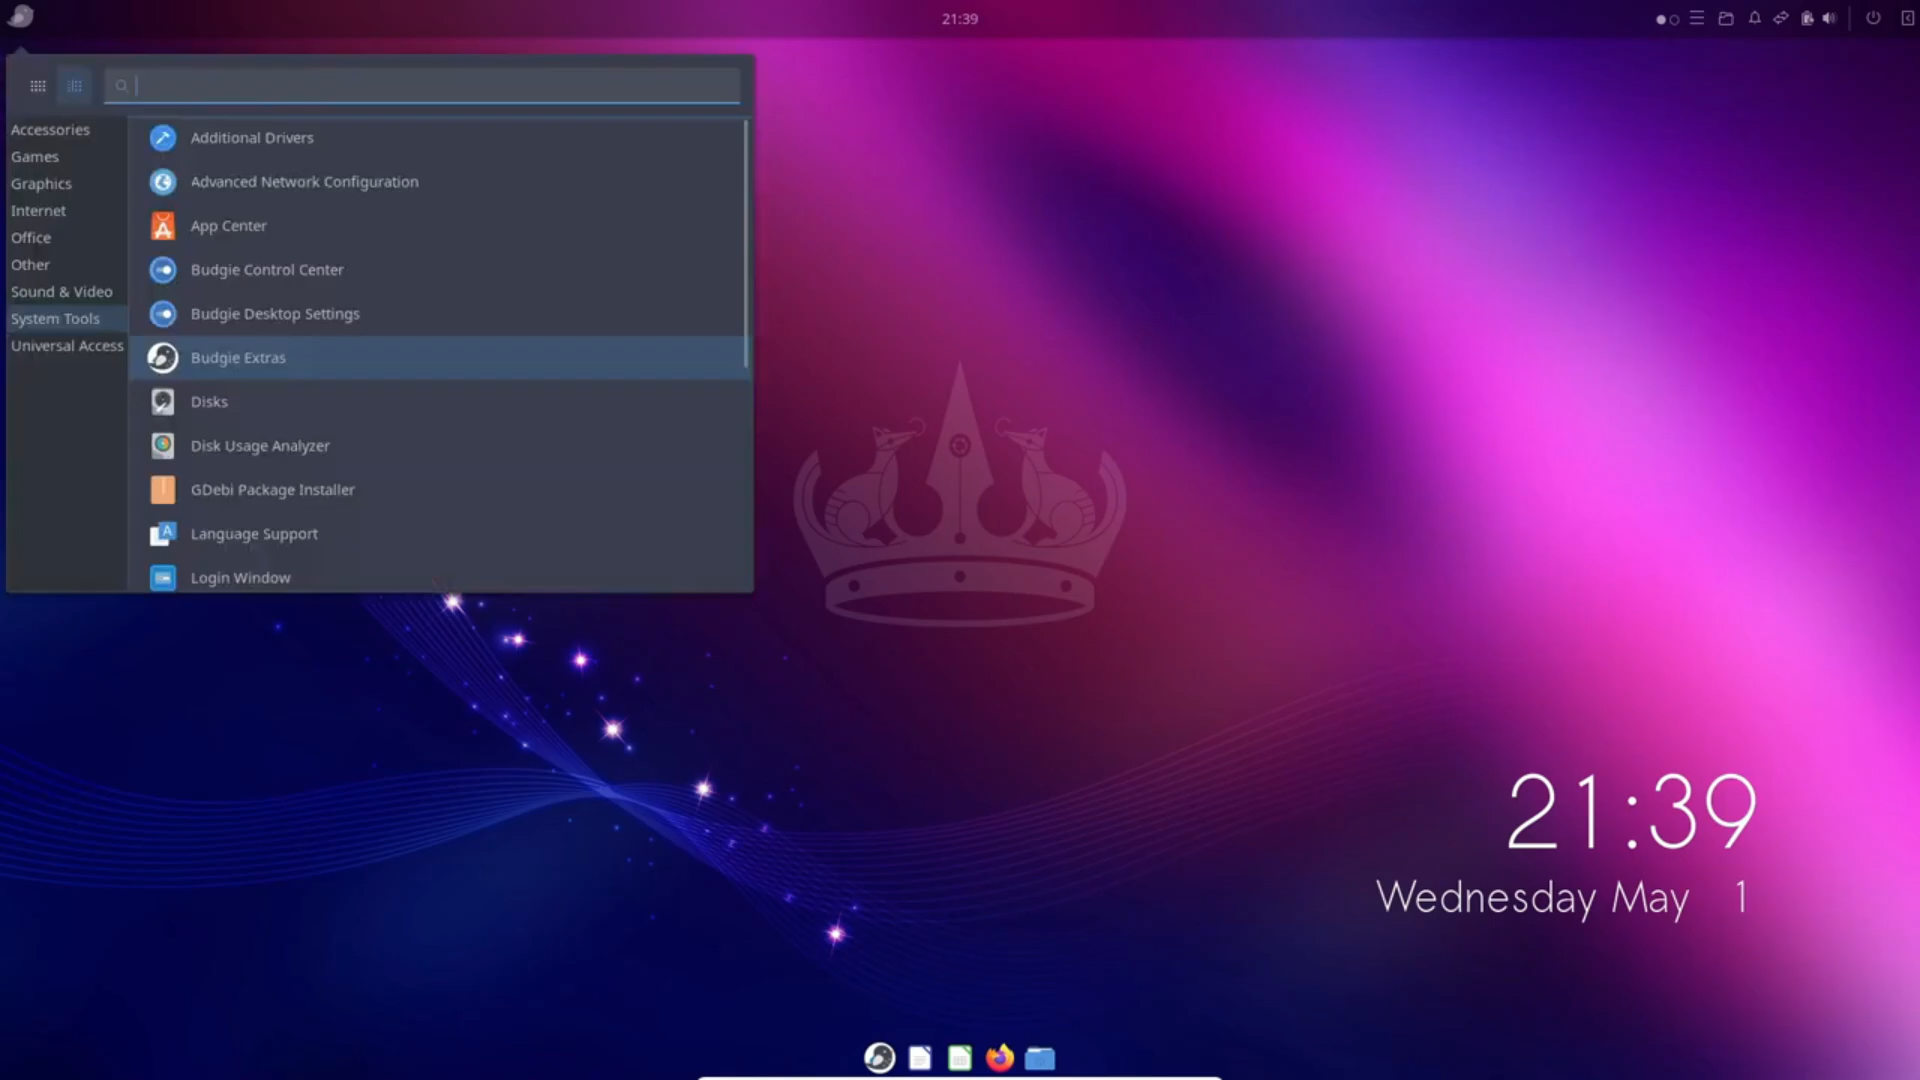 21:39
Accessories
Games
Graphics
Internet
Office
Other
Sound & Video
System Tools
Universal Access
Additional Drivers
Advanced Network Configuration
App Center
Budgie Control Center
Budgie Desktop Settings
Budgie Extras
Disks
Disk Usage Analyzer
GDebi Package Installer
Language Support
Login Window
21:39
Wednesday May 1